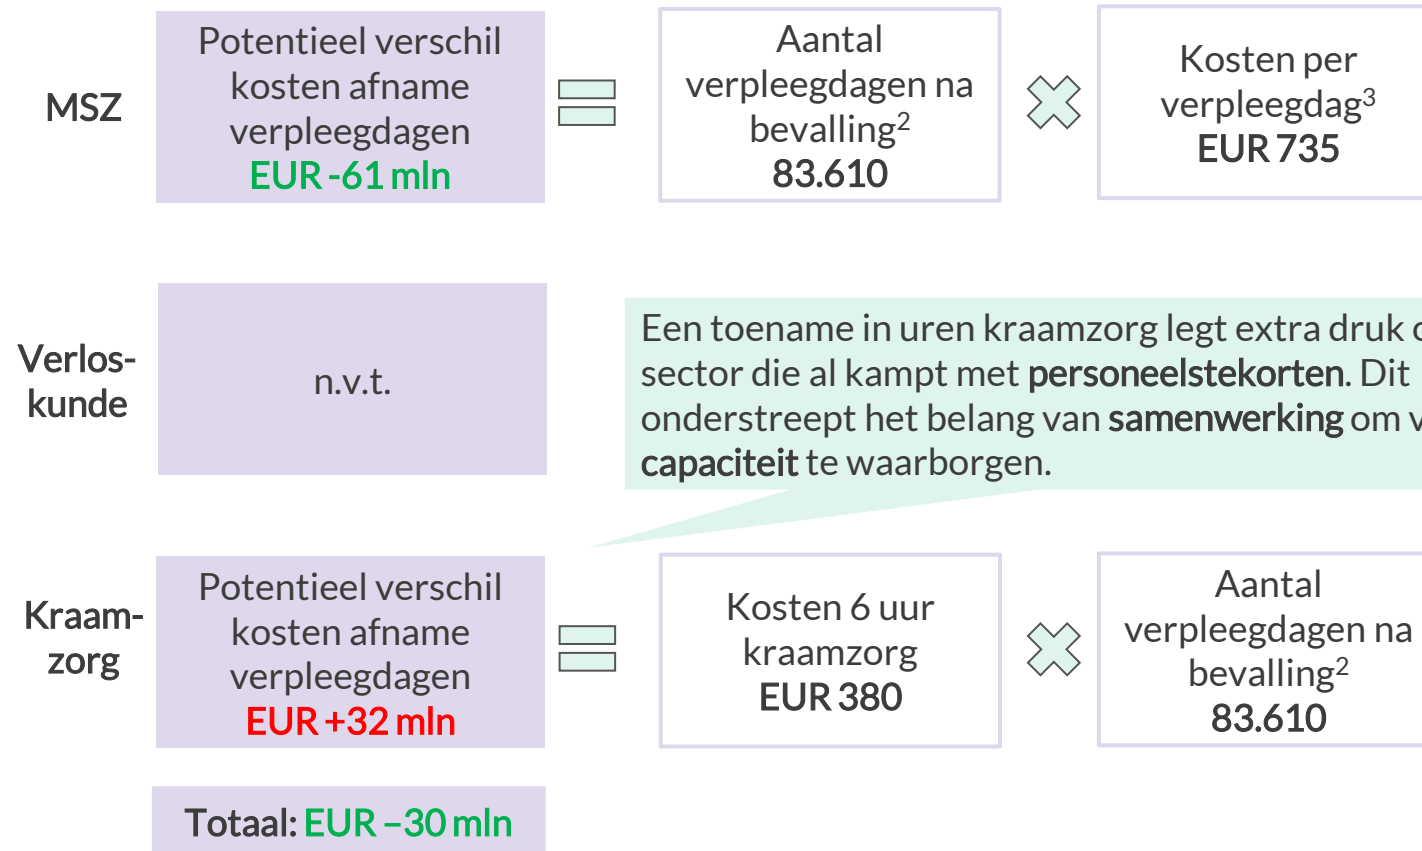 MSZ
Potentieel verschil
kosten afname
verpleegdagen
EUR -61 mln
Aantal
verpleegdagen na
bevalling2
83.610
Kosten per
verpleegdag3
EUR 735
Verlos-
kunde
n.v.t.
Een toename in uren kraamzorg legt extra druk
sector die al kampt met personeelstekorten. Dit
onderstreept het belang van samenwerking om
capaciteit te waarborgen.
Kraam-
zorg
Potentieel verschil
kosten afname
verpleegdagen
EUR +32 mln
Kosten 6 uur
kraamzorg
EUR 380
Aantal
verpleegdagen na
bevalling2
83.610
Totaal: EUR –30 mln